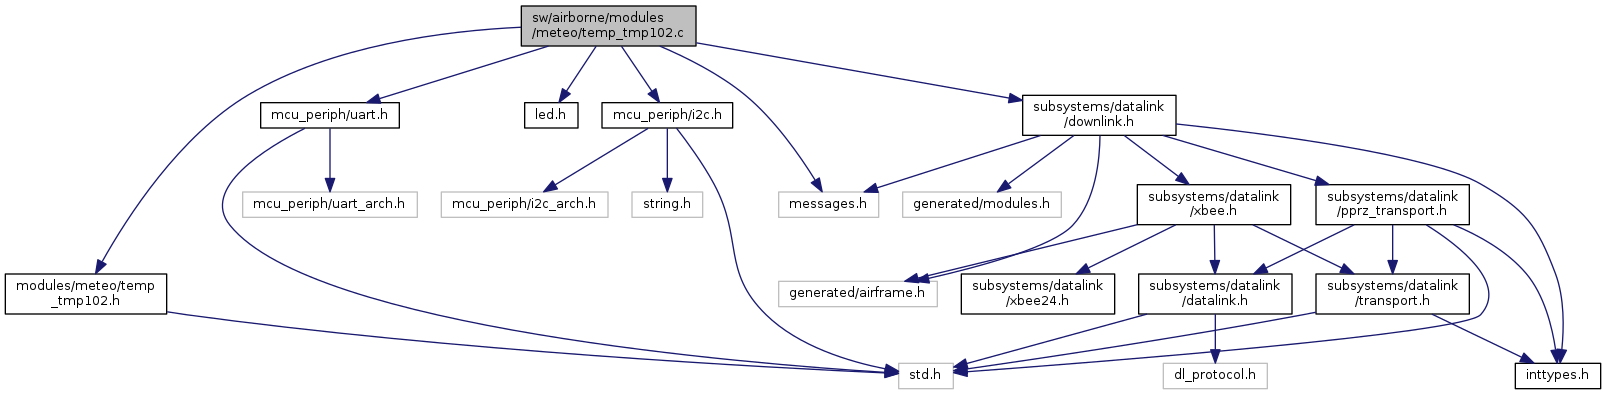 sw/airborne/modules
/meteo/temp_tmp102.c
mcu_periph/uart.h
led.h
mcu_periph/i2c.h
subsystems/datalink
/downlink.h
mcu_periph/uart_arch.h
mcu_periph/i2c_arch.h
string.h
messages.h
generated/modules.h
subsystems/datalink
/xbee.h
subsystems/datalink
/pprz_transport.h
modules/meteo/temp
_tmp102.h
generated/airframe.h
subsystems/datalink
/xbee24.h
subsystems/datalink
/datalink.h
subsystems/datalink
/transport.h
std.h
dl_protocol.h
inttypes.h